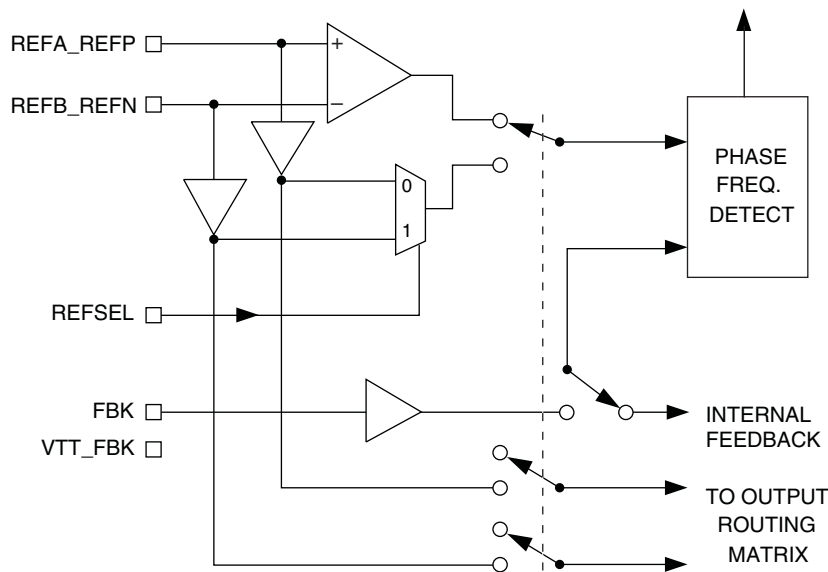 REFA_REFP
+
REFB_REFN
−
PHASE
FREQ.
DETECT
0
1
REFSEL
FBK
INTERNAL
FEEDBACK
VTT_FBK
TO OUTPUT
ROUTING
MATRIX